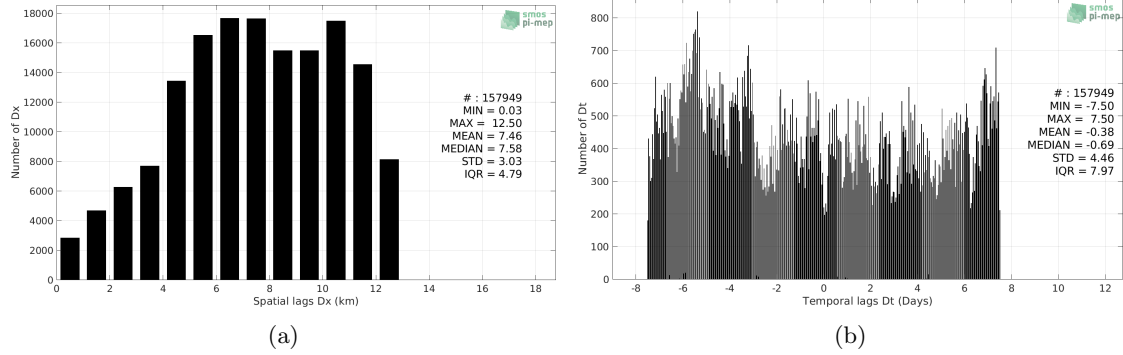 18000
16000
14000
12000
10000
8000
6000
4000
2000
0
Number of Dx
0 2 4 6 8 10 12 14 16 18
Spatial lags Dx (km)
smos
pi-mep
# : 157949
MIN = 0.03
MAX = 12.50
MEAN = 7.46
MEDIAN = 7.58
STD = 3.03
IQR = 4.79
(a)
800
700
600
500
400
300
200
100
0
Number of Dt
-8 -6 -4 -2 0 2 4 6 8 10 12
Temporal lags Dt (Days)
smos
pi-mep
# : 157949
MIN = -7.50
MAX = 7.50
MEAN = -0.38
MEDIAN = -0.69
STD = 4.46
IQR = 7.97
(b)